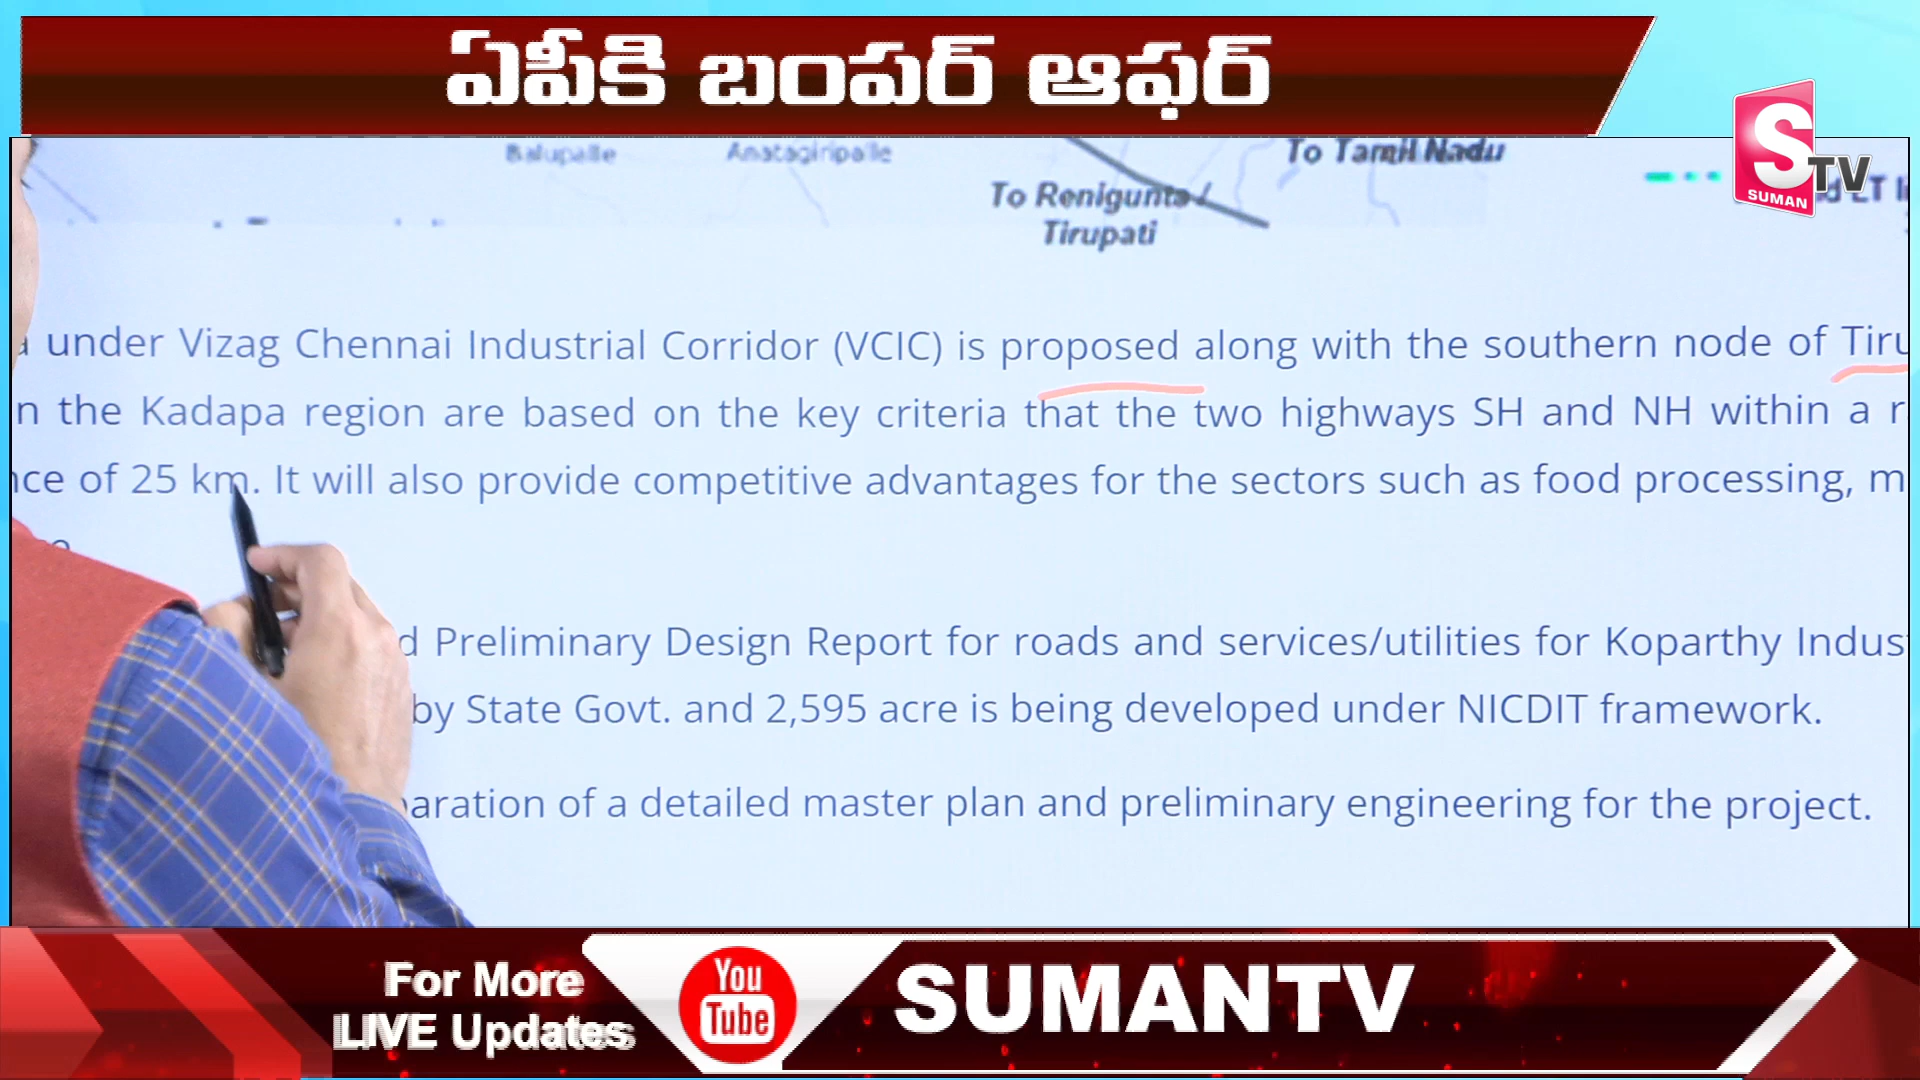 ఏపీకి బంపర్ ఆఫర్
S
TV
SUMAN
Balupalle
To Tamil Nadu
To Renigunta /
Tirupati
under Vizag Chennai Industrial Corridor (VCIC) is proposed along with the southern node of Tiru
n the Kadapa region are based on the key criteria that the two highways SH and NH within a r
nce of 25 km. It will also provide competitive advantages for the sectors such as food processing, m
d Preliminary Design Report for roads and services/utilities for Koparthy Indus
by State Govt. and 2,595 acre is being developed under NICDIT framework.
aration of a detailed master plan and preliminary engineering for the project.
For More
LIVE Updates
You
Tube
SUMANTV